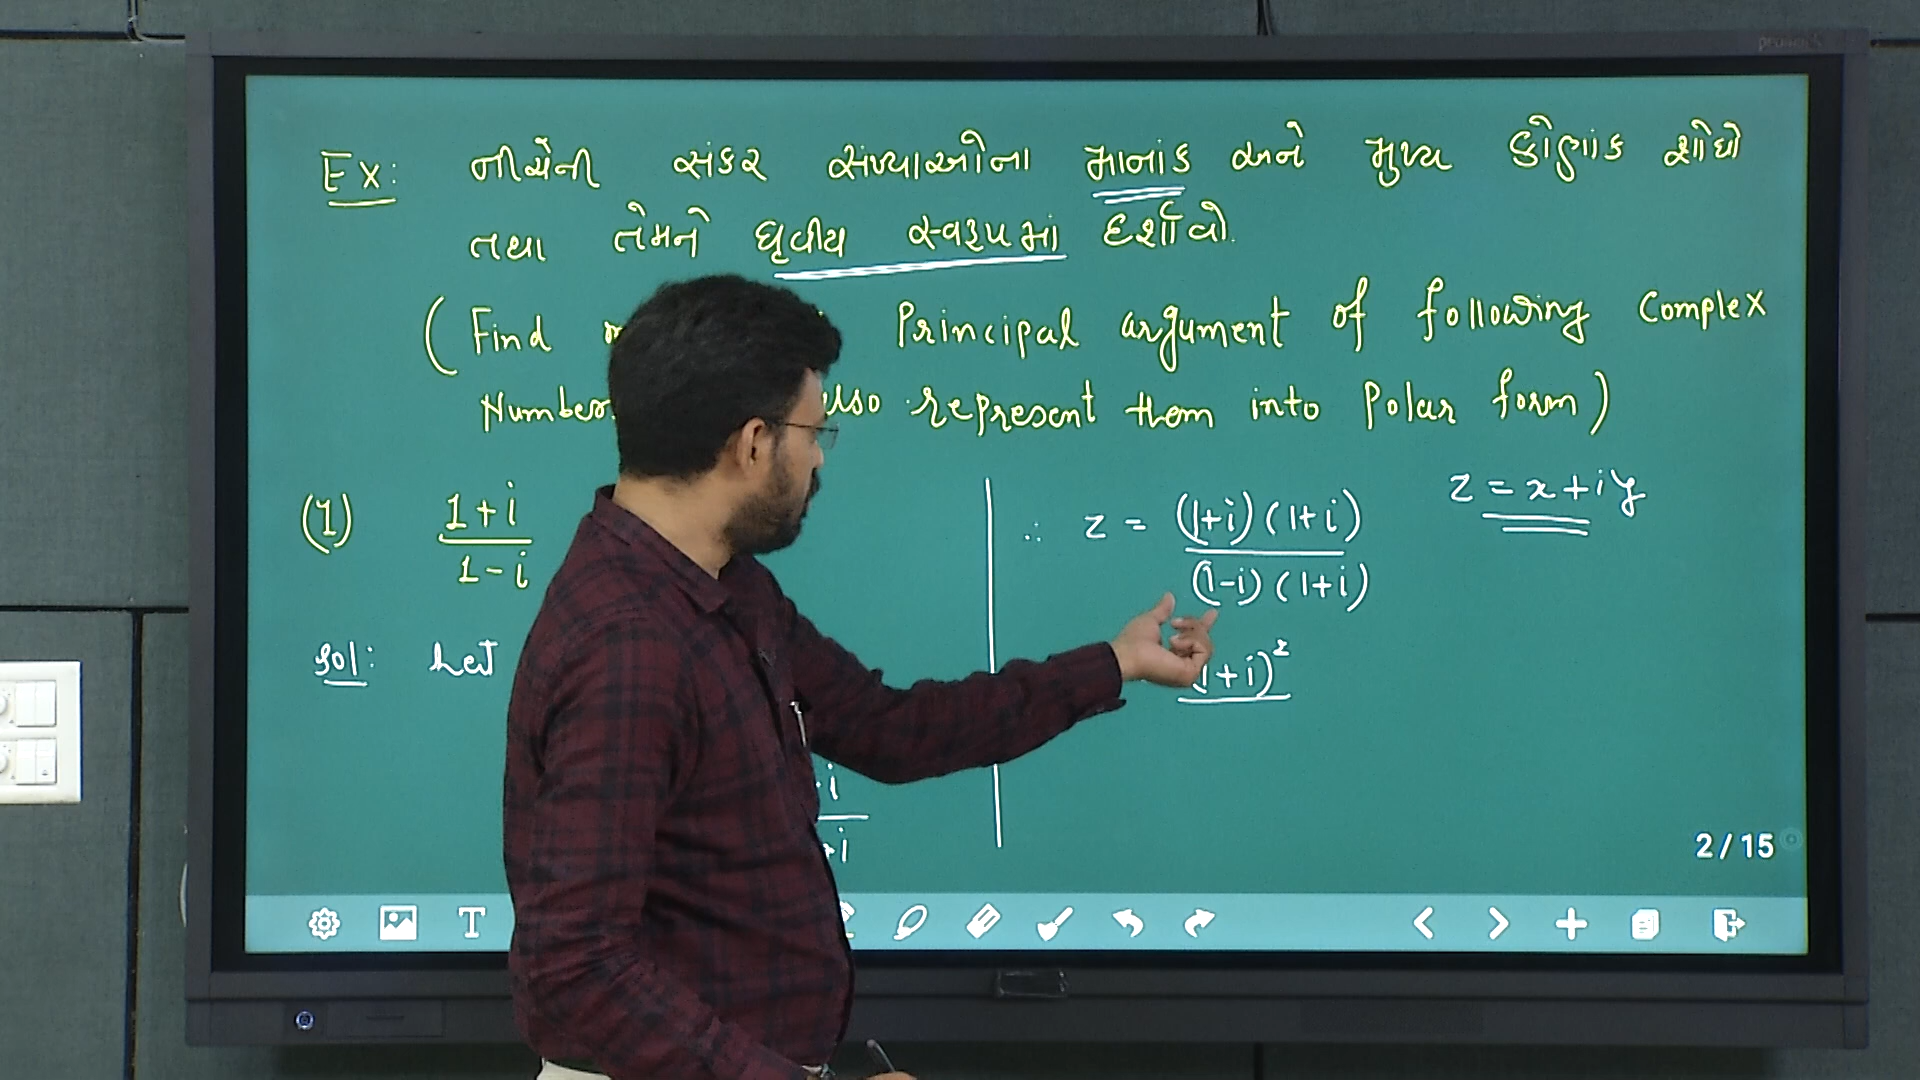 Ex: નીચેની સંકર સંખ્યાઓના માનાંક અને મુખ્ય કોણાંક શોધો
તથા તેમને ધ્રુવીય સ્વરૂપમાં દર્શાવો.
(Find Principal argument of following Complex
Number also represent them into Polar form)
(1) 1+i / 1-i
Sol: Let
∴ z = (1+i)(1+i) / (1-i)(1+i)
1+i)²
z = x+iy
2/15
T